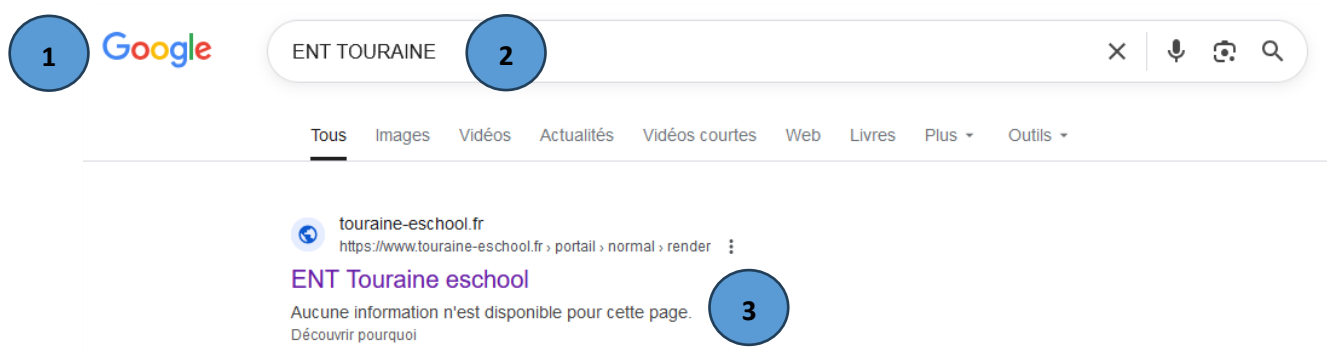 1 Google ENT TOURAINE 2
Tous Images Vidéos Actualités Vidéos courtes Web Livres Plus Outils
touraine-eschool.fr
https://www.touraine-eschool.fr › portail › normal › render
ENT Touraine eschool
Aucune information n'est disponible pour cette page. 3
Découvrir pourquoi